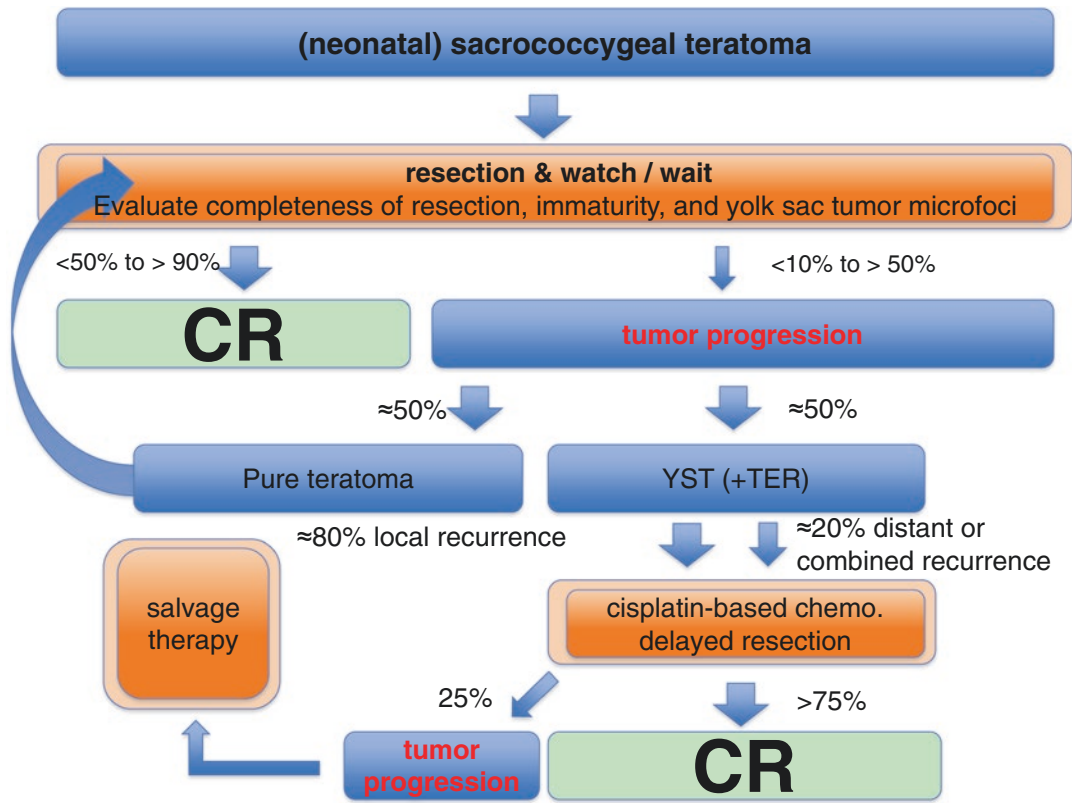 (neonatal) sacrococcygeal teratoma
resection & watch / wait
Evaluate completeness of resection, immaturity, and yolk sac tumor microfoci
<50% to > 90%
<10% to > 50%
CR
tumor progression
≈50%
≈50%
Pure teratoma
YST (+TER)
≈80% local recurrence
≈20% distant or
combined recurrence
salvage
therapy
cisplatin-based chemo.
delayed resection
25%
>75%
tumor
progression
CR